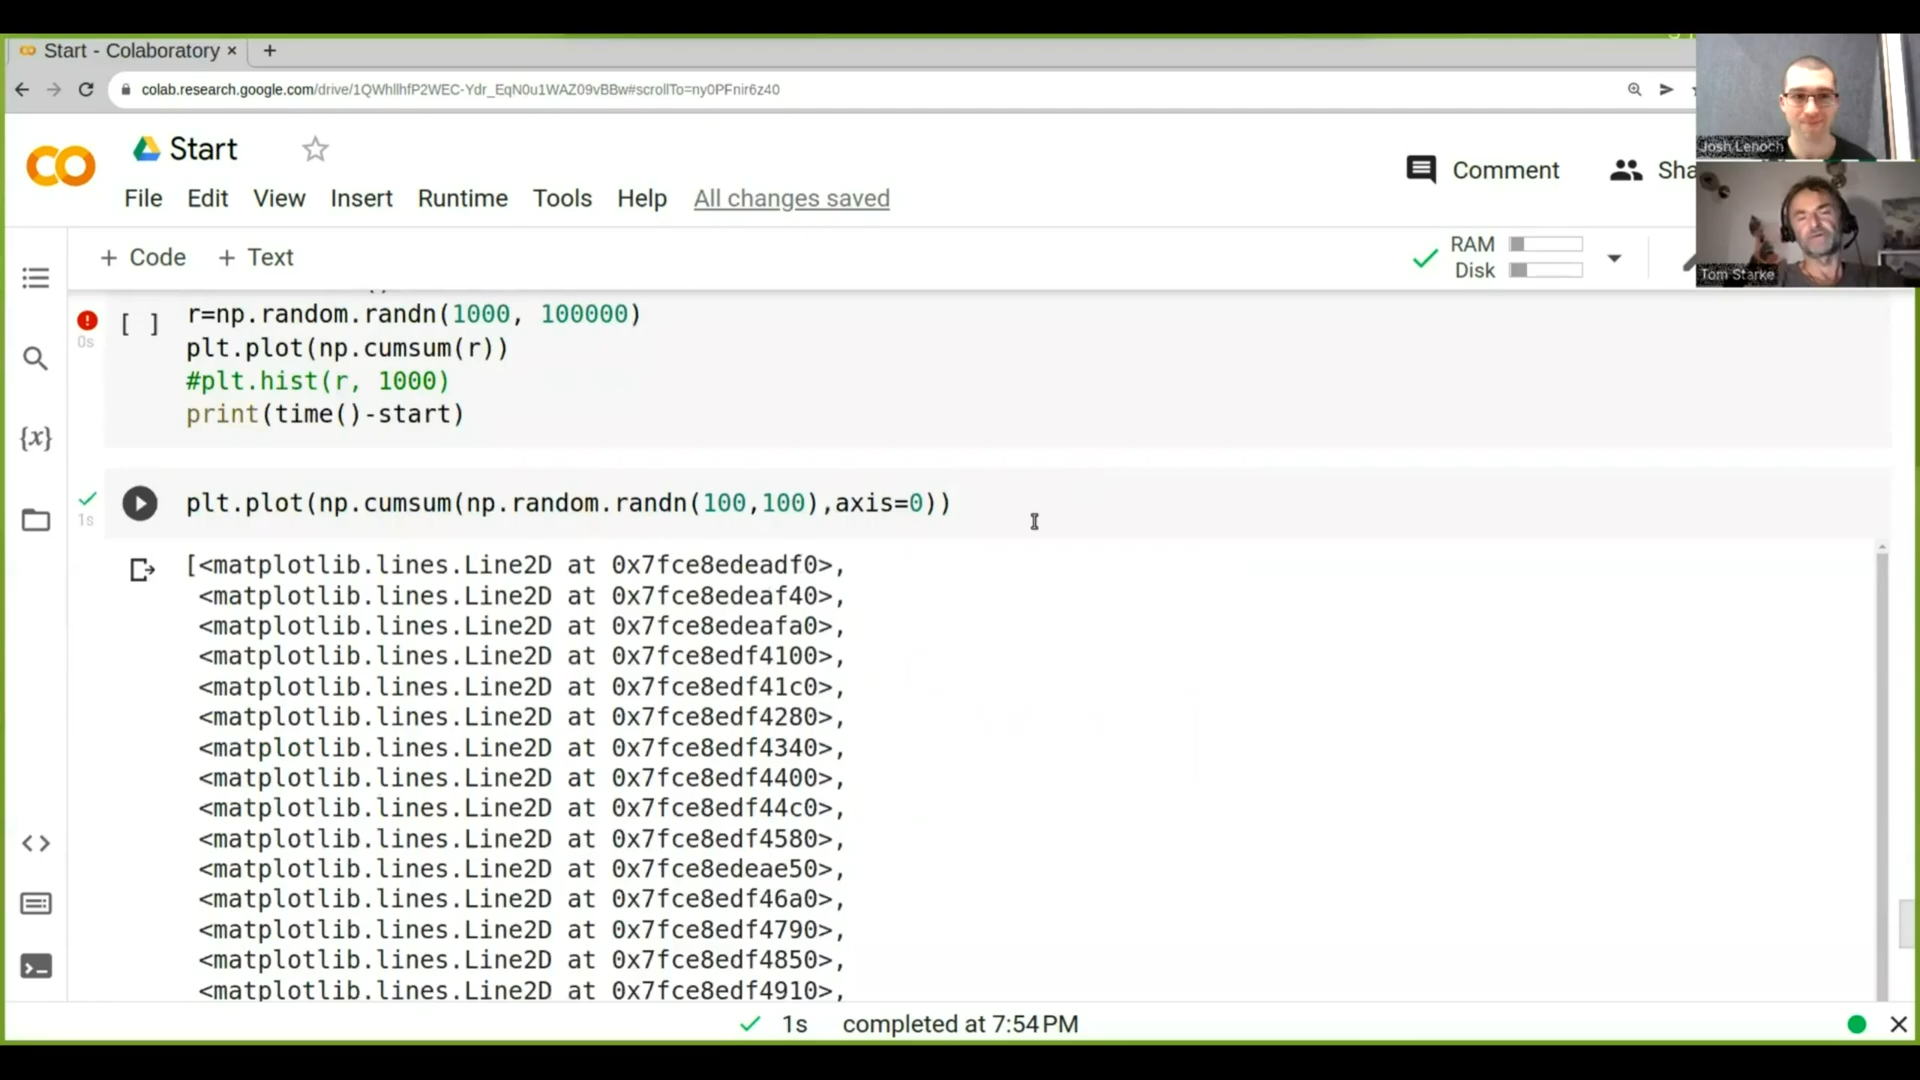 Start - Colaboratory
colab.research.google.com/drive/1QWhllhfP2WEC-Ydr_EqN0u1WAZ09vBBw#scrollTo=ny0PFnir6z40
Josh Lenoch
Tom Starke
CO
Start
Comment
Sha
File Edit View Insert Runtime Tools Help All changes saved
+ Code + Text
RAM
Disk
[ ]
0s
r=np.random.randn(1000, 100000)
plt.plot(np.cumsum(r))
#plt.hist(r, 1000)
print(time()-start)
1s
plt.plot(np.cumsum(np.random.randn(100,100),axis=0))
[<matplotlib.lines.Line2D at 0x7fce8edeadf0>,
<matplotlib.lines.Line2D at 0x7fce8edeaf40>,
<matplotlib.lines.Line2D at 0x7fce8edeafa0>,
<matplotlib.lines.Line2D at 0x7fce8edf4100>,
<matplotlib.lines.Line2D at 0x7fce8edf41c0>,
<matplotlib.lines.Line2D at 0x7fce8edf4280>,
<matplotlib.lines.Line2D at 0x7fce8edf4340>,
<matplotlib.lines.Line2D at 0x7fce8edf4400>,
<matplotlib.lines.Line2D at 0x7fce8edf44c0>,
<matplotlib.lines.Line2D at 0x7fce8edf4580>,
<matplotlib.lines.Line2D at 0x7fce8edeae50>,
<matplotlib.lines.Line2D at 0x7fce8edf46a0>,
<matplotlib.lines.Line2D at 0x7fce8edf4790>,
<matplotlib.lines.Line2D at 0x7fce8edf4850>,
<matplotlib.lines.Line2D at 0x7fce8edf4910>,
1s completed at 7:54 PM